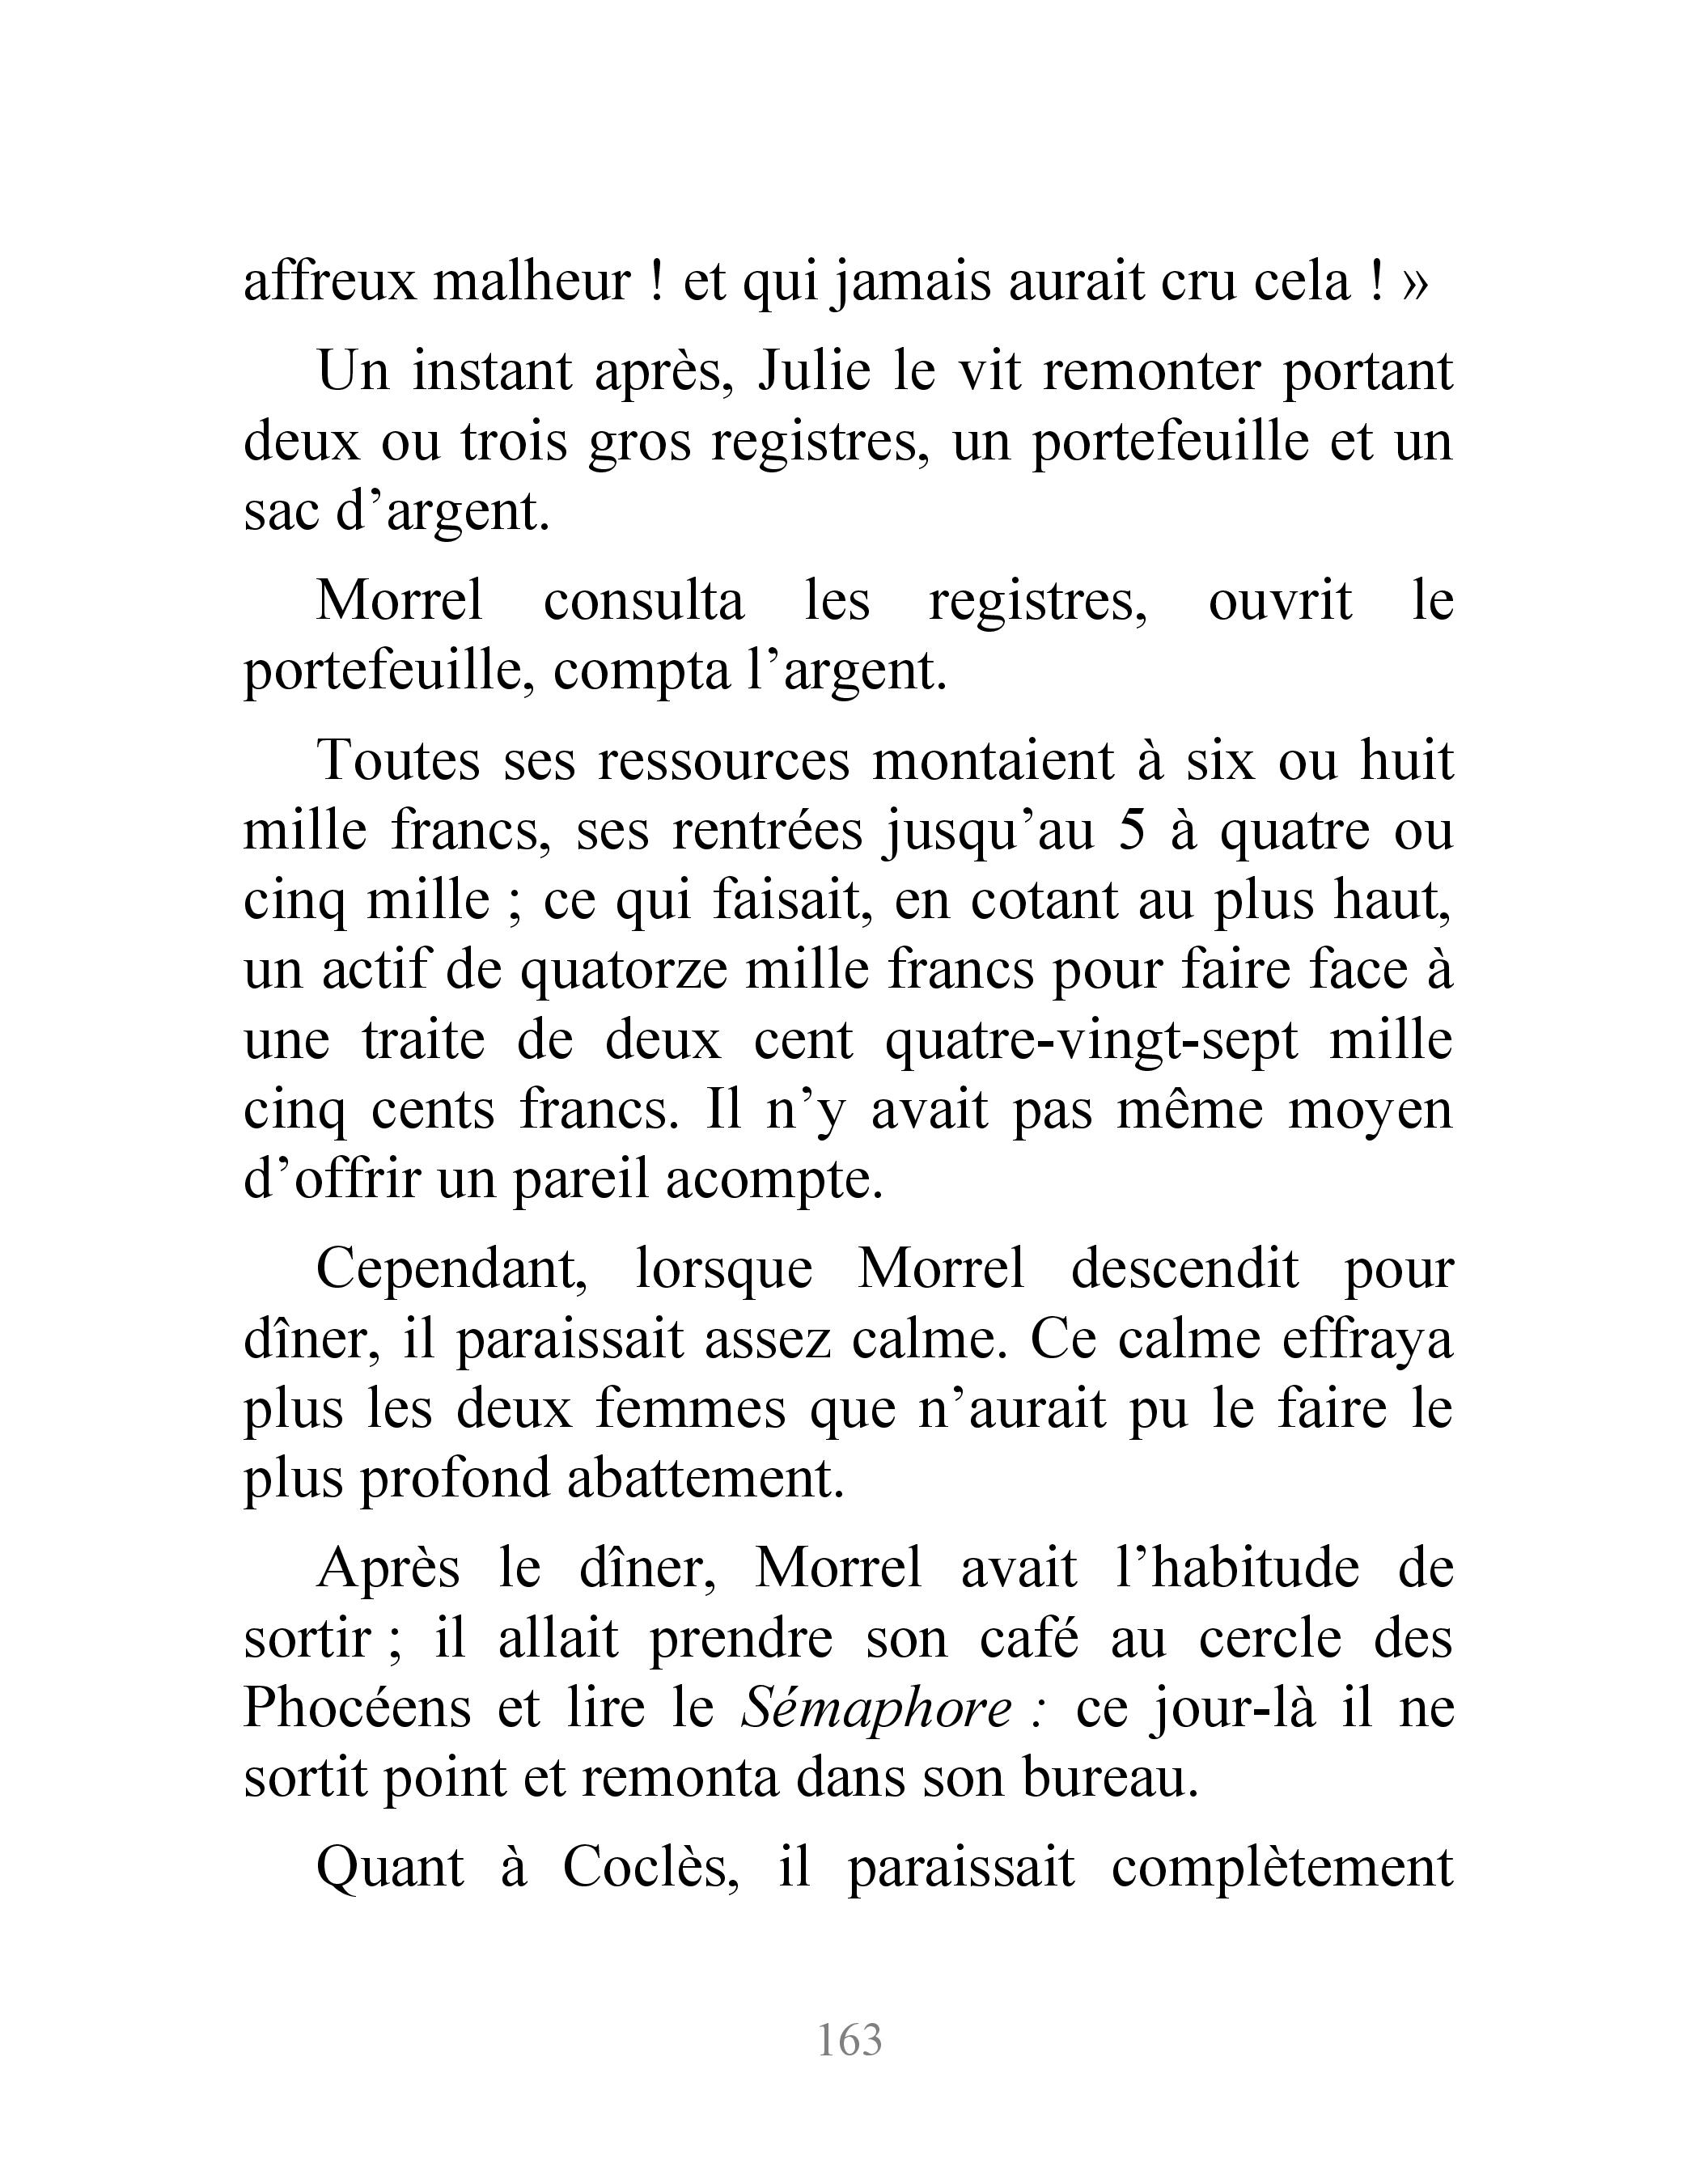 affreux malheur ! et qui jamais aurait cru cela ! »
Un instant après, Julie le vit remonter portant
deux ou trois gros registres, un portefeuille et un
sac d’argent.
Morrel consulta les registres, ouvrit le
portefeuille, compta l’argent.
Toutes ses ressources montaient à six ou huit
mille francs, ses rentrées jusqu’au 5 à quatre ou
cinq mille ; ce qui faisait, en cotant au plus haut,
un actif de quatorze mille francs pour faire face à
une traite de deux cent quatre-vingt-sept mille
cinq cents francs. Il n’y avait pas même moyen
d’offrir un pareil acompte.
Cependant, lorsque Morrel descendit pour
dîner, il paraissait assez calme. Ce calme effraya
plus les deux femmes que n’aurait pu le faire le
plus profond abattement.
Après le dîner, Morrel avait l’habitude de
sortir ; il allait prendre son café au cercle des
Phocéens et lire le Sémaphore : ce jour-là il ne
sortit point et remonta dans son bureau.
Quant à Coclès, il paraissait complètement
163